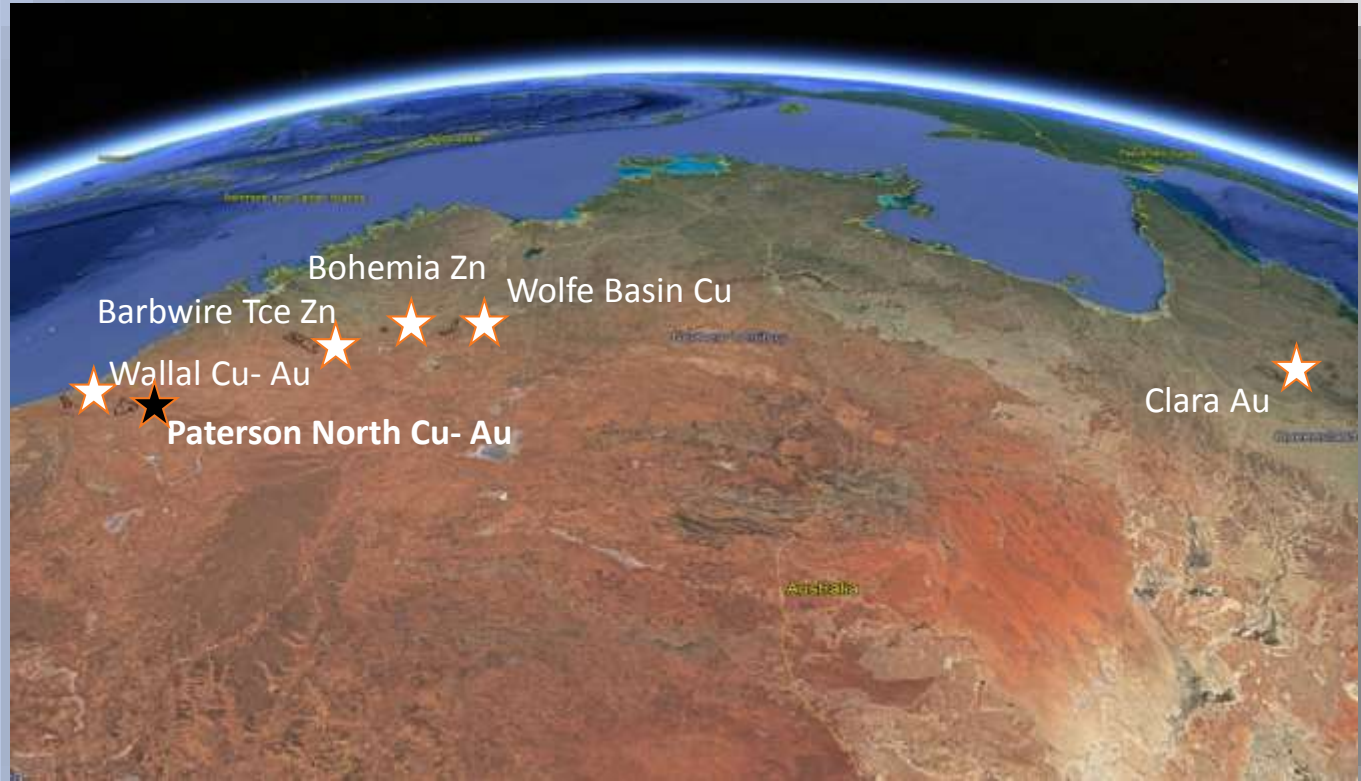 Bohemia Zn
Wolfe Basin Cu
Barbwire Tce Zn
Wallal Cu- Au
Clara Au
Paterson North Cu- Au
Australia